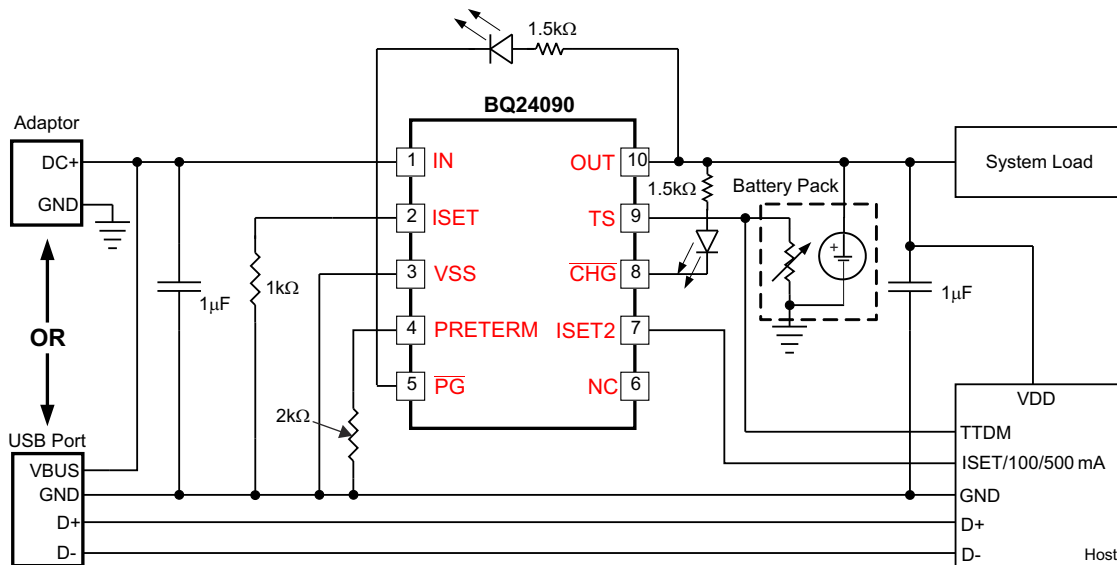 1.5kΩ
BQ24090
Adaptor
DC+
GND
1 IN
2 ISET
3 VSS
4 PRETERM
5 PG
OUT 10
TS 9
CHG 8
ISET2 7
NC 6
1.5kΩ
Battery Pack
+
System Load
1μF
1kΩ
2kΩ
1μF
OR
USB Port
VBUS
GND
D+
D-
VDD
TTDM
ISET/100/500 mA
GND
D+
D-
Host